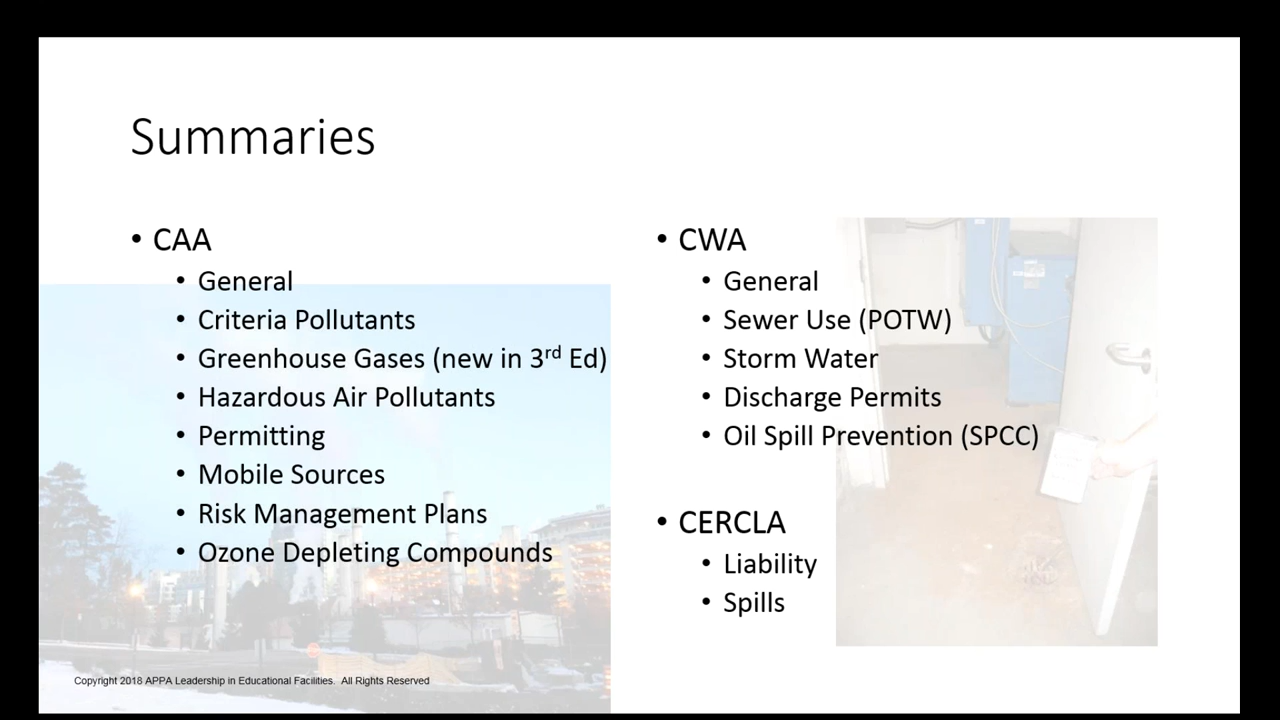 Summaries
• CAA
• General
• Criteria Pollutants
• Greenhouse Gases (new in 3rd Ed)
• Hazardous Air Pollutants
• Permitting
• Mobile Sources
• Risk Management Plans
• Ozone Depleting Compounds
• CWA
• General
• Sewer Use (POTW)
• Storm Water
• Discharge Permits
• Oil Spill Prevention (SPCC)
• CERCLA
• Liability
• Spills
Copyright 2018 APPA Leadership in Educational Facilities. All Rights Reserved